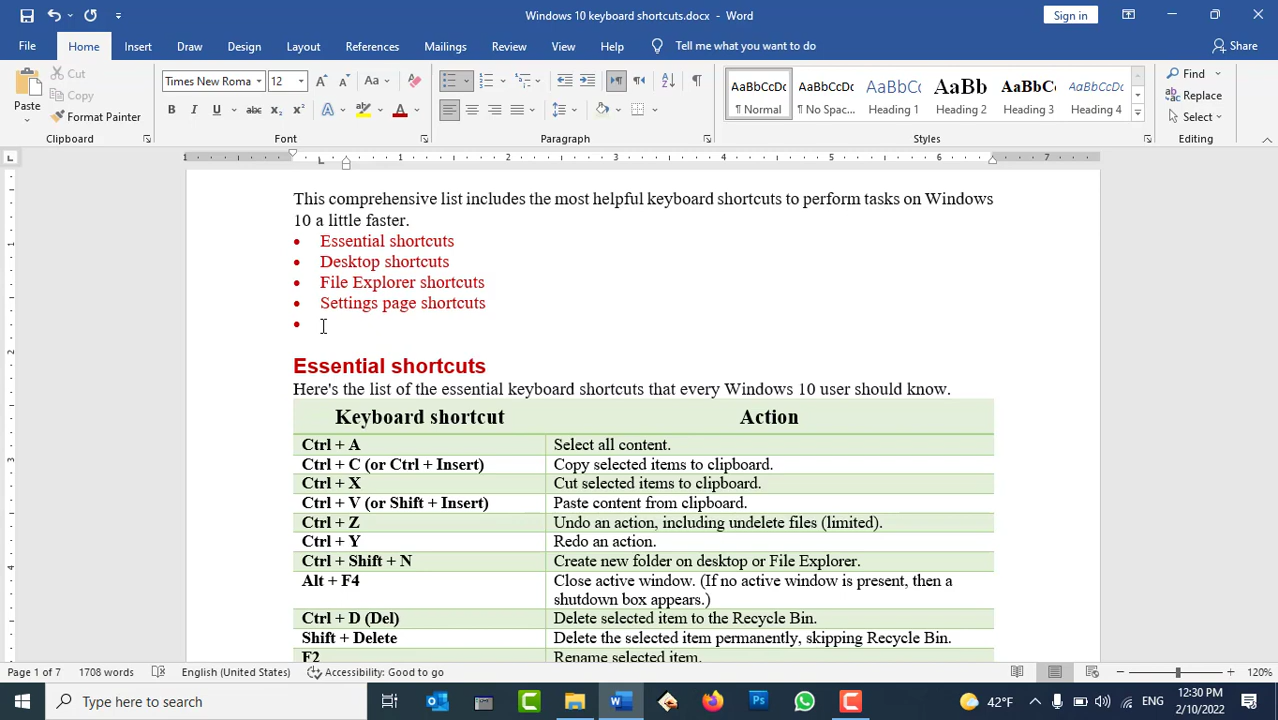 Windows 10 keyboard shortcuts.docx - Word
Sign in
File Home Insert Draw Design Layout References Mailings Review View Help Tell me what you want to do Share
Paste
Cut
Copy
Format Painter
Clipboard
Times New Roma 12
Font
Paragraph
AaBbCcDc AaBbCcDc AaBbCc AaBb AaBbC AaBbCcDc
¶ Normal ¶ No Spac... Heading 1 Heading 2 Heading 3 Heading 4
Styles
Find
Replace
Select
Editing
1 1 2 3 4 5 6 7
This comprehensive list includes the most helpful keyboard shortcuts to perform tasks on Windows
10 a little faster.
• Essential shortcuts
• Desktop shortcuts
• File Explorer shortcuts
• Settings page shortcuts
•
Essential shortcuts
Here's the list of the essential keyboard shortcuts that every Windows 10 user should know.
Keyboard shortcut Action
Ctrl + A Select all content.
Ctrl + C (or Ctrl + Insert) Copy selected items to clipboard.
Ctrl + X Cut selected items to clipboard.
Ctrl + V (or Shift + Insert) Paste content from clipboard.
Ctrl + Z Undo an action, including undelete files (limited).
Ctrl + Y Redo an action.
Ctrl + Shift + N Create new folder on desktop or File Explorer.
Alt + F4 Close active window. (If no active window is present, then a
shutdown box appears.)
Ctrl + D (Del) Delete selected item to the Recycle Bin.
Shift + Delete Delete the selected item permanently, skipping Recycle Bin.
F2 Rename selected item.
Page 1 of 7 1708 words English (United States) Accessibility: Good to go 120%
Type here to search
42°F ENG
12:30 PM
2/10/2022